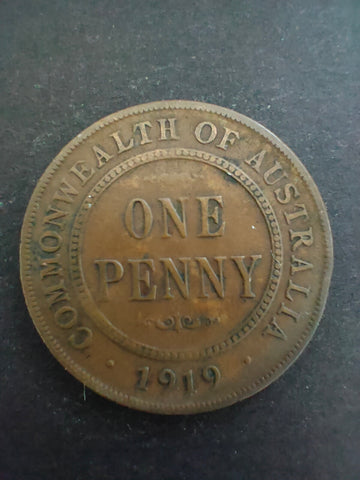 COMMONWEALTH OF AUSTRALIA
ONE
PENNY
1919